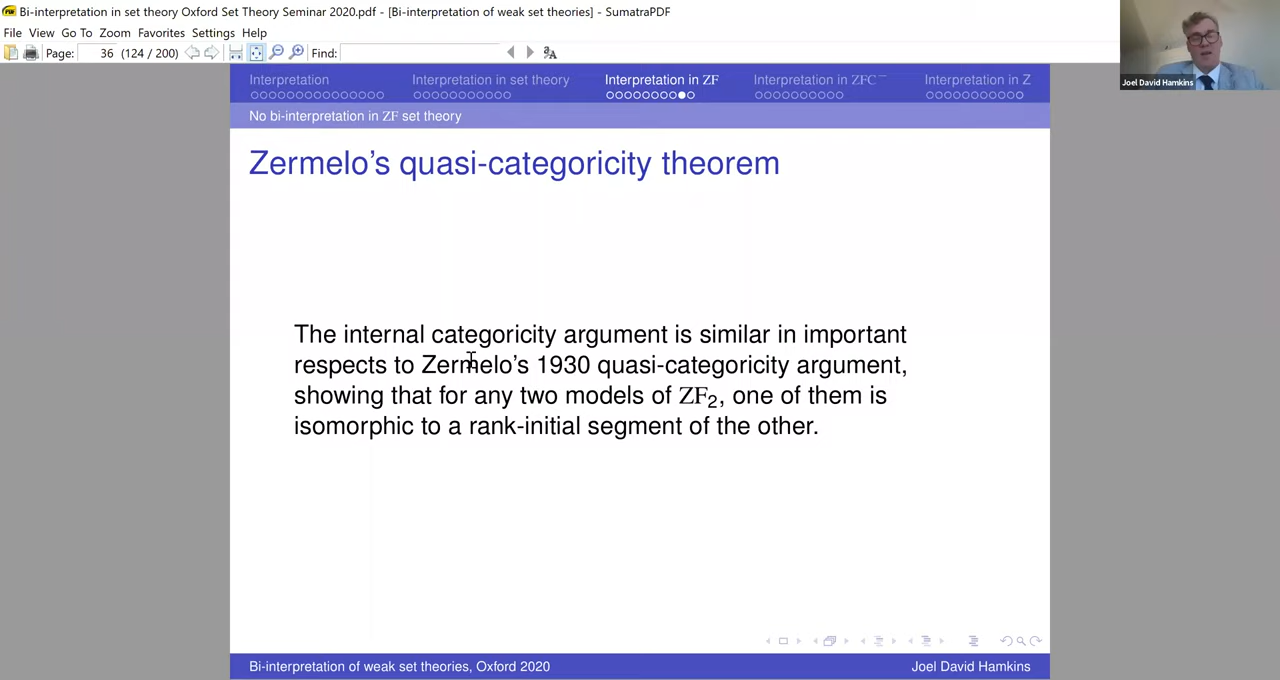 Bi-interpretation in set theory Oxford Set Theory Seminar 2020.pdf - [Bi-interpretation of weak set theories] - SumatraPDF
File View Go To Zoom Favorites Settings Help
Page: 36 (124 / 200) Find:
Joel David Hamkins
Interpretation Interpretation in set theory Interpretation in ZF Interpretation in ZFC⁻ Interpretation in Z
No bi-interpretation in ZF set theory
Zermelo's quasi-categoricity theorem
The internal categoricity argument is similar in important
respects to Zermelo's 1930 quasi-categoricity argument,
showing that for any two models of ZF₂, one of them is
isomorphic to a rank-initial segment of the other.
Bi-interpretation of weak set theories, Oxford 2020 Joel David Hamkins